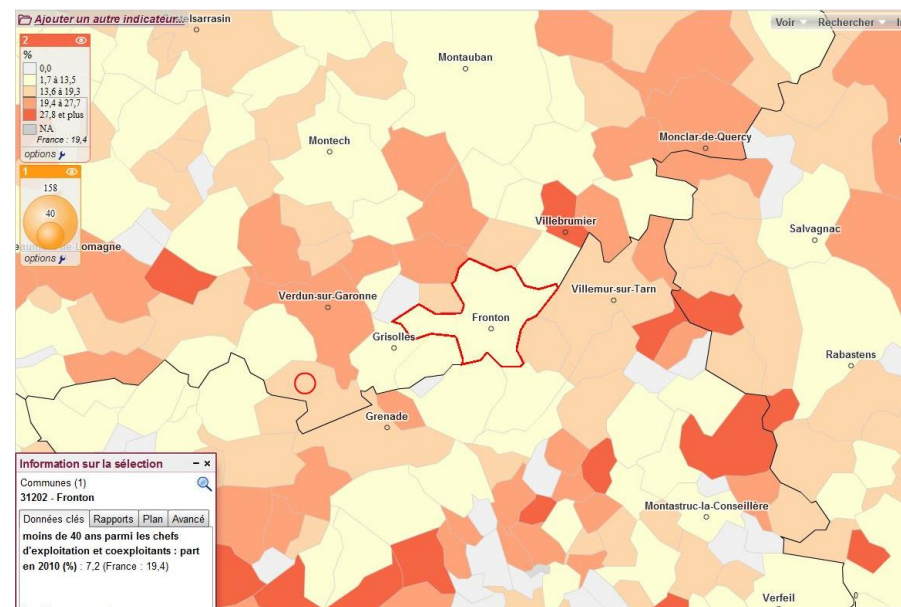 Ajouter un autre indicateur...
elsarrasin
Voir
Rechercher
2
%
0,0
1,7 à 13,5
13,6 à 19,3
19,4 à 27,7
27,8 et plus
NA
France : 19,4
options
1
158
40
options
Montauban
Montech
Monclar-de-Quercy
Villebrumier
Salvagnac
Lomagne
Verdun-sur-Garonne
Villemur-sur-Tarn
Fronton
Grisolles
Rabastens
Grenade
Montastruc-la-Conseillère
Verfeil
Information sur la sélection
Communes (1)
31202 - Fronton
Données clés
Rapports
Plan
Avancé
moins de 40 ans parmi les chefs
d'exploitation et coexploitants : part
en 2010 (%) : 7,2 (France : 19,4)